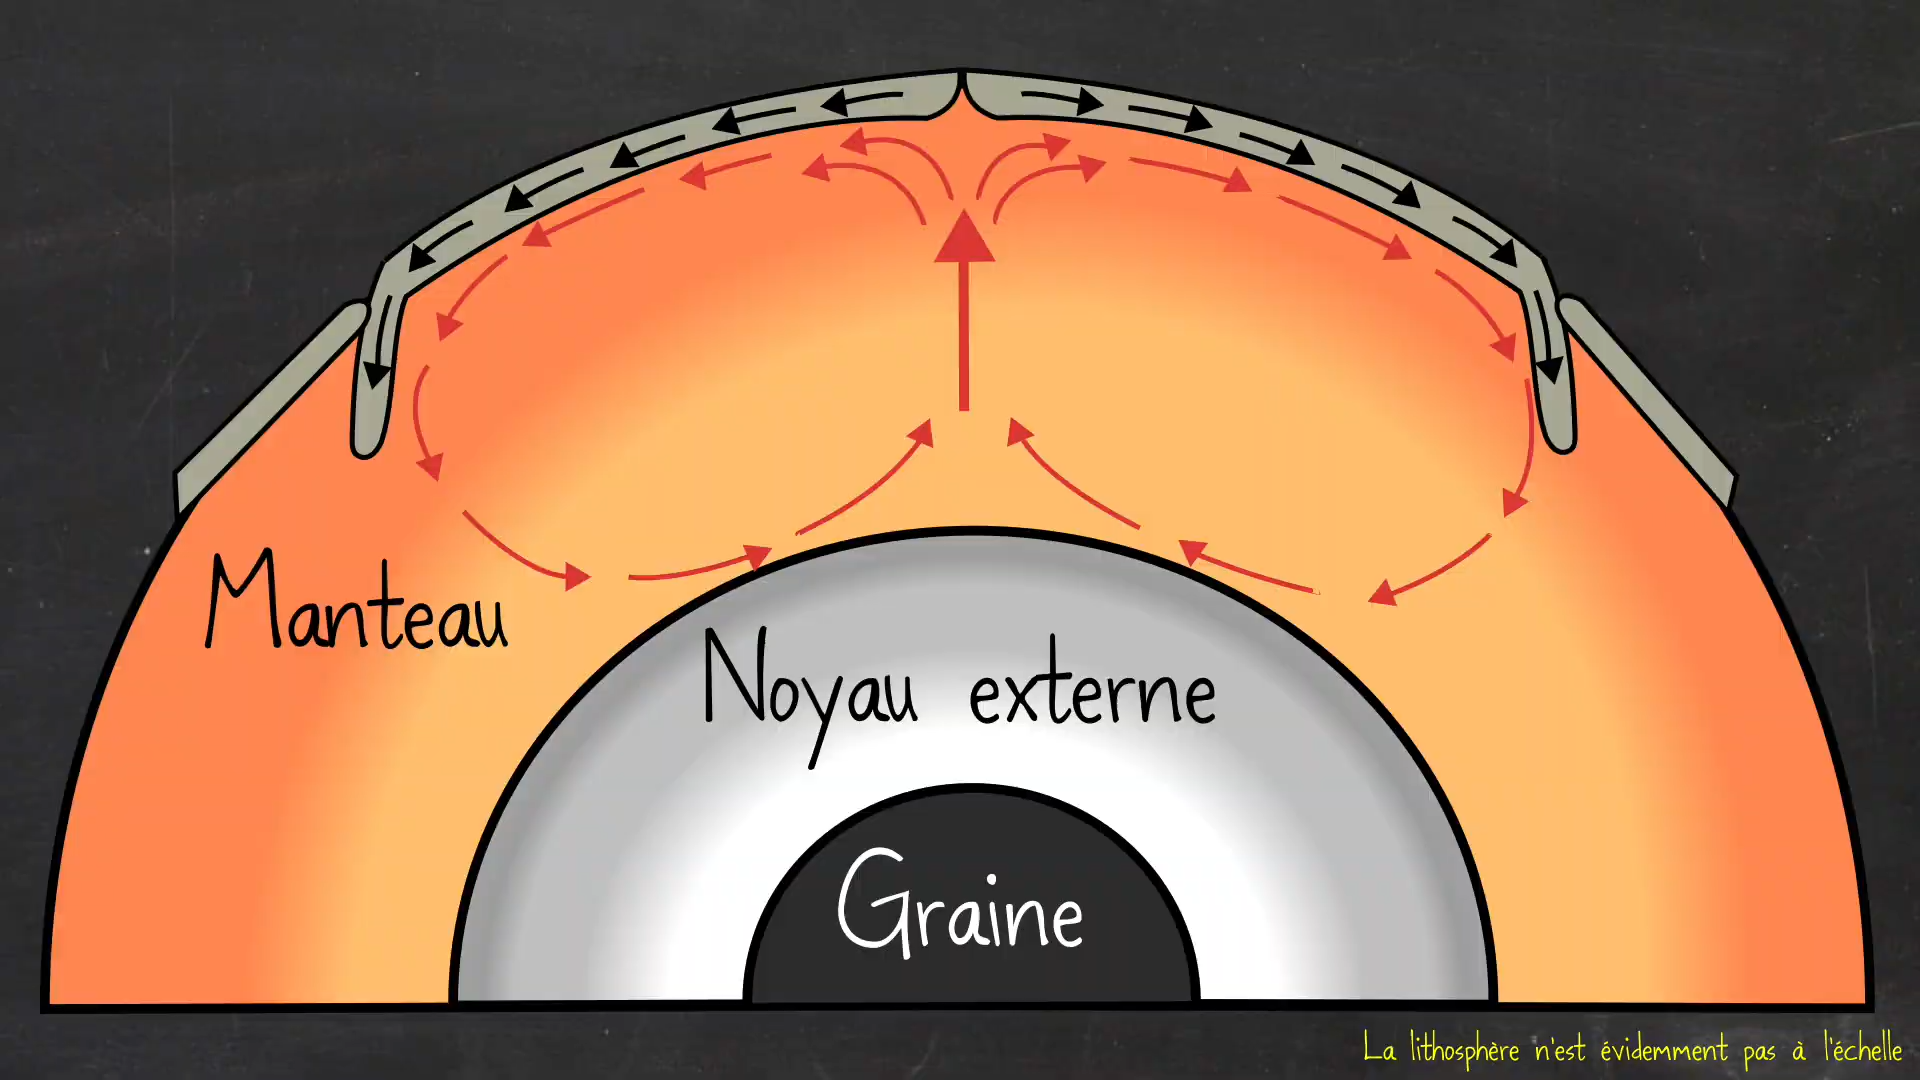 Manteau
Noyau externe
Graine
La lithosphère n'est évidemment pas à l'échelle